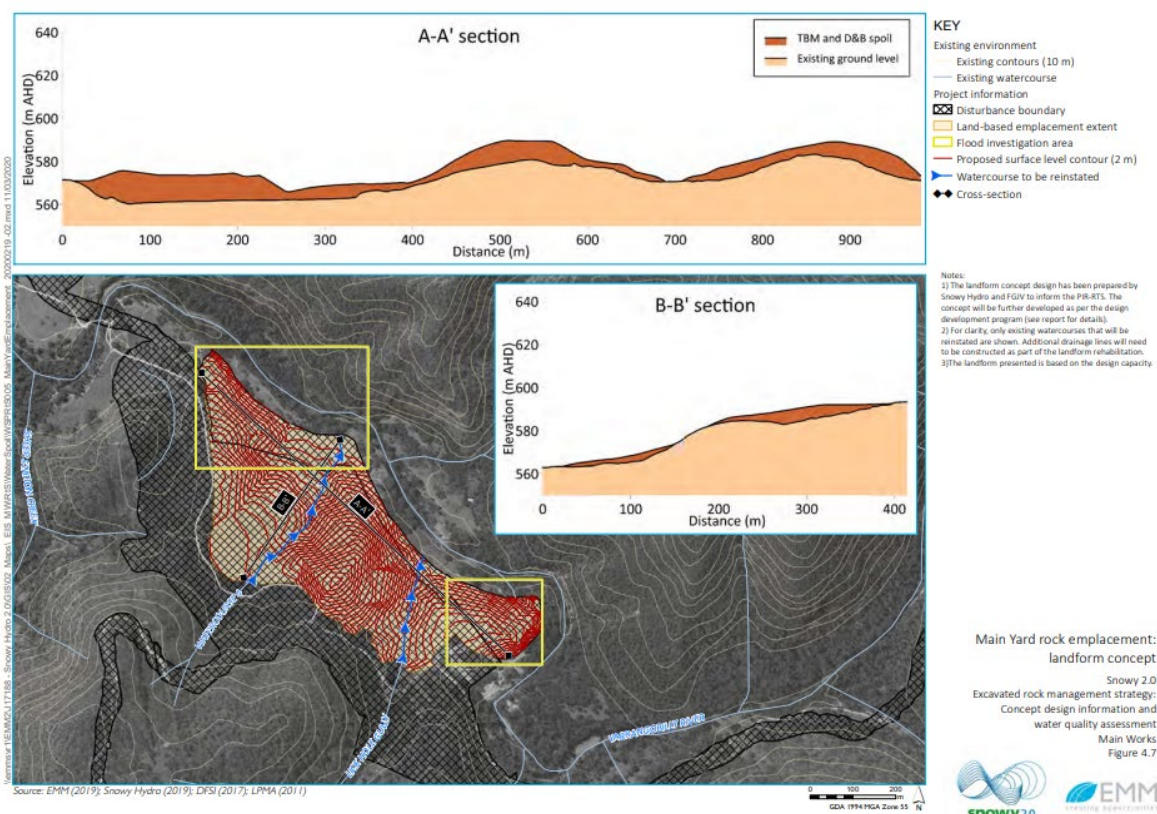 A-A' section
640
620
600
580
560
Elevation (m AHD)
0 100 200 300 400 500 600 700 800 900
Distance (m)
TBM and D&B spoil
Existing ground level
KEY
Existing environment
Existing contours (10 m)
Existing watercourse
Project information
Disturbance boundary
Land-based emplacement extent
Flood investigation area
Proposed surface level contour (2 m)
Watercourse to be reinstated
Cross-section
Notes:
1) The landform concept design has been prepared by
Snowy Hydro and FGJV to inform the PIR-RTS. The
concept will be further developed as per the design
development program (see report for details).
2) For clarity, only existing watercourses that will be
reinstated are shown. Additional drainage lines will need
to be constructed as part of the landform rehabilitation.
3)The landform presented is based on the design capacity.
B-B' section
640
620
600
580
560
Elevation (m AHD)
0 100 200 300 400
Distance (m)
B-B'
A-A'
YARRANGOBILLY RIVER
Main Yard rock emplacement:
landform concept
Snowy 2.0
Excavated rock management strategy:
Concept design information and
water quality assessment
Main Works
Figure 4.7
Source: EMM (2019); Snowy Hydro (2019); DFSI (2017); LPMA (2011)
0 100 200
m
GDA 1994 MGA Zone 55
N
snowy2.0
EMM
creating opportunities